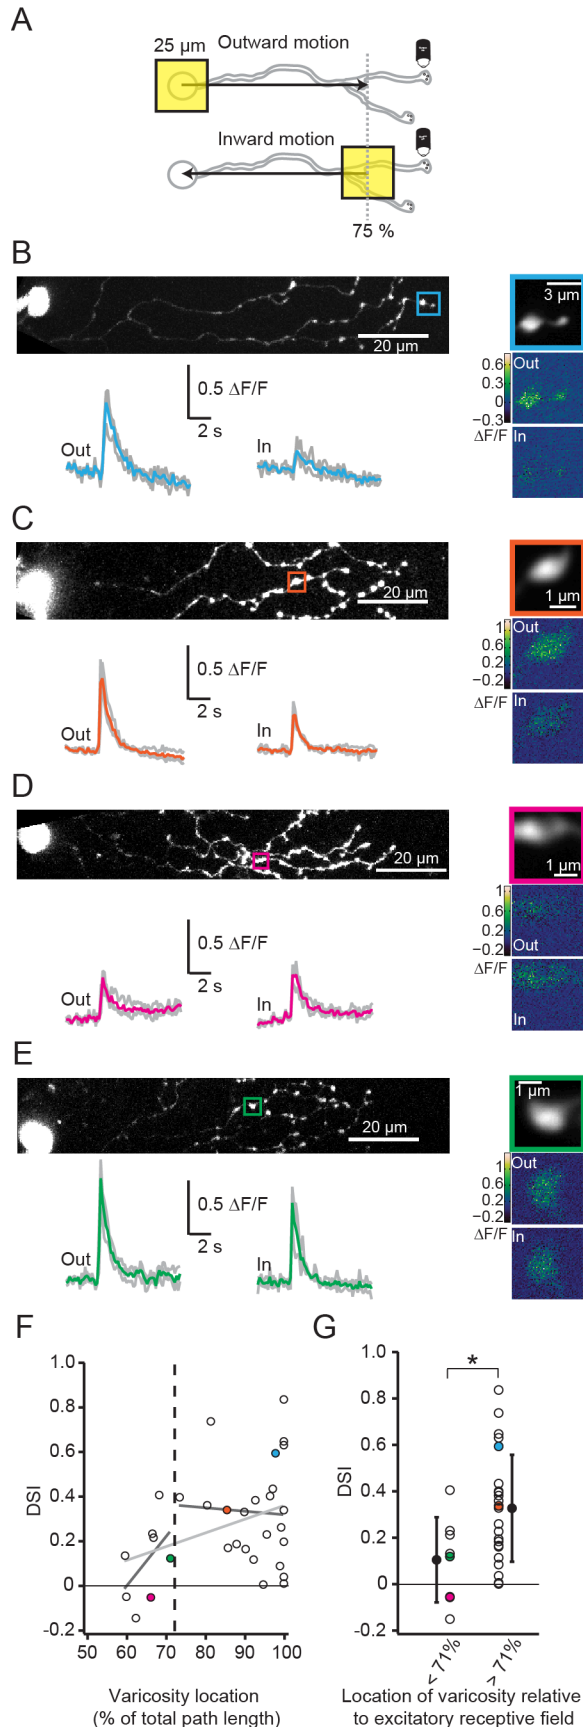 A
25 µm
Outward motion
Inward motion
75 %
B
20 µm
3 µm
0.5 ΔF/F
2 s
Out
In
0.6
0.3
0
−0.3
ΔF/F
Out
In
C
20 µm
1 µm
0.5 ΔF/F
2 s
Out
In
1
0.6
0.2
−0.2
ΔF/F
Out
In
D
20 µm
1 µm
0.5 ΔF/F
2 s
Out
In
1
0.6
0.2
−0.2
ΔF/F
Out
In
E
20 µm
1 µm
0.5 ΔF/F
2 s
Out
In
1
0.6
0.2
−0.2
ΔF/F
Out
In
F
1.0
0.8
0.6
0.4
0.2
0
-0.2
DSI
50 60 70 80 90 100
Varicosity location
(% of total path length)
G
*
1.0
0.8
0.6
0.4
0.2
0
-0.2
DSI
< 71%
> 71%
Location of varicosity relative
to excitatory receptive field